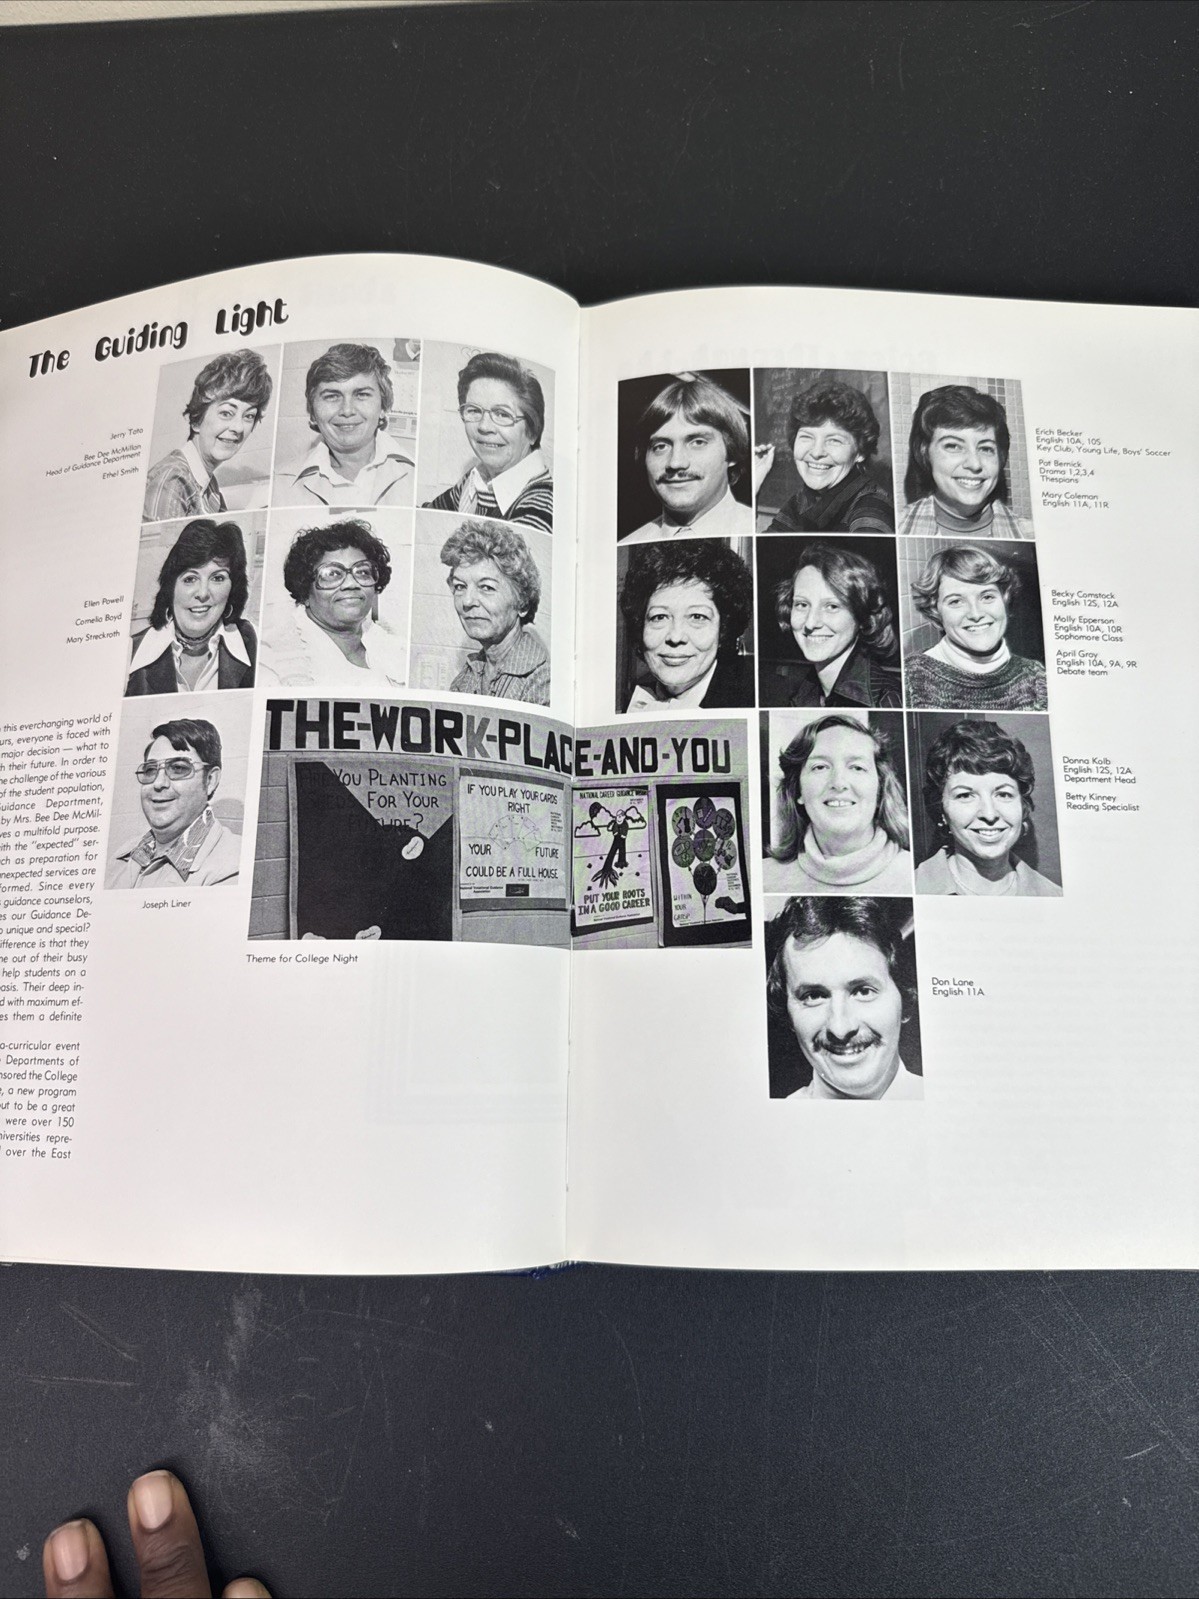 The Guiding Light
Jerry Tato
Bee Dee McMillan
Head of Guidance Department
Ethel Smith
Ellen Powell
Cornelia Boyd
Mary Streckroth
this everchanging world of
urs, everyone is faced with
major decision — what to
h their future. In order to
e challenge of the various
of the student population,
uidance Department,
by Mrs. Bee Dee McMil-
ves a multifold purpose.
ith the "expected" ser-
ch as preparation for
nexpected services are
formed. Since every
guidance counselors,
es our Guidance De-
o unique and special?
ifference is that they
me out of their busy
help students on a
asis. Their deep in-
d with maximum ef-
es them a definite
a-curricular event
Departments of
nsored the College
e, a new program
ut to be a great
were over 150
niversities repre-
over the East
Joseph Liner
THE-WORK-PLACE-AND-YOU
YOU PLANTING
FOR YOUR
FUTURE?
IF YOU PLAY YOUR CARDS
RIGHT
YOUR FUTURE
COULD BE A FULL HOUSE
NATIONAL CAREER GUIDANCE WEEK
PUT YOUR ROOTS
IN A GOOD CAREER
WITHIN
YOUR
Theme for College Night
Erich Becker
English 10A, 10S
Key Club, Young Life, Boys' Soccer
Pat Bernick
Drama 1,2,3,4
Thespians
Mary Coleman
English 11A, 11R
Becky Comstock
English 12S, 12A
Molly Epperson
English 10A, 10R
Sophomore Class
April Gray
English 10A, 9A, 9R
Debate team
Donna Kolb
English 12S, 12A
Department Head
Betty Kinney
Reading Specialist
Don Lane
English 11A